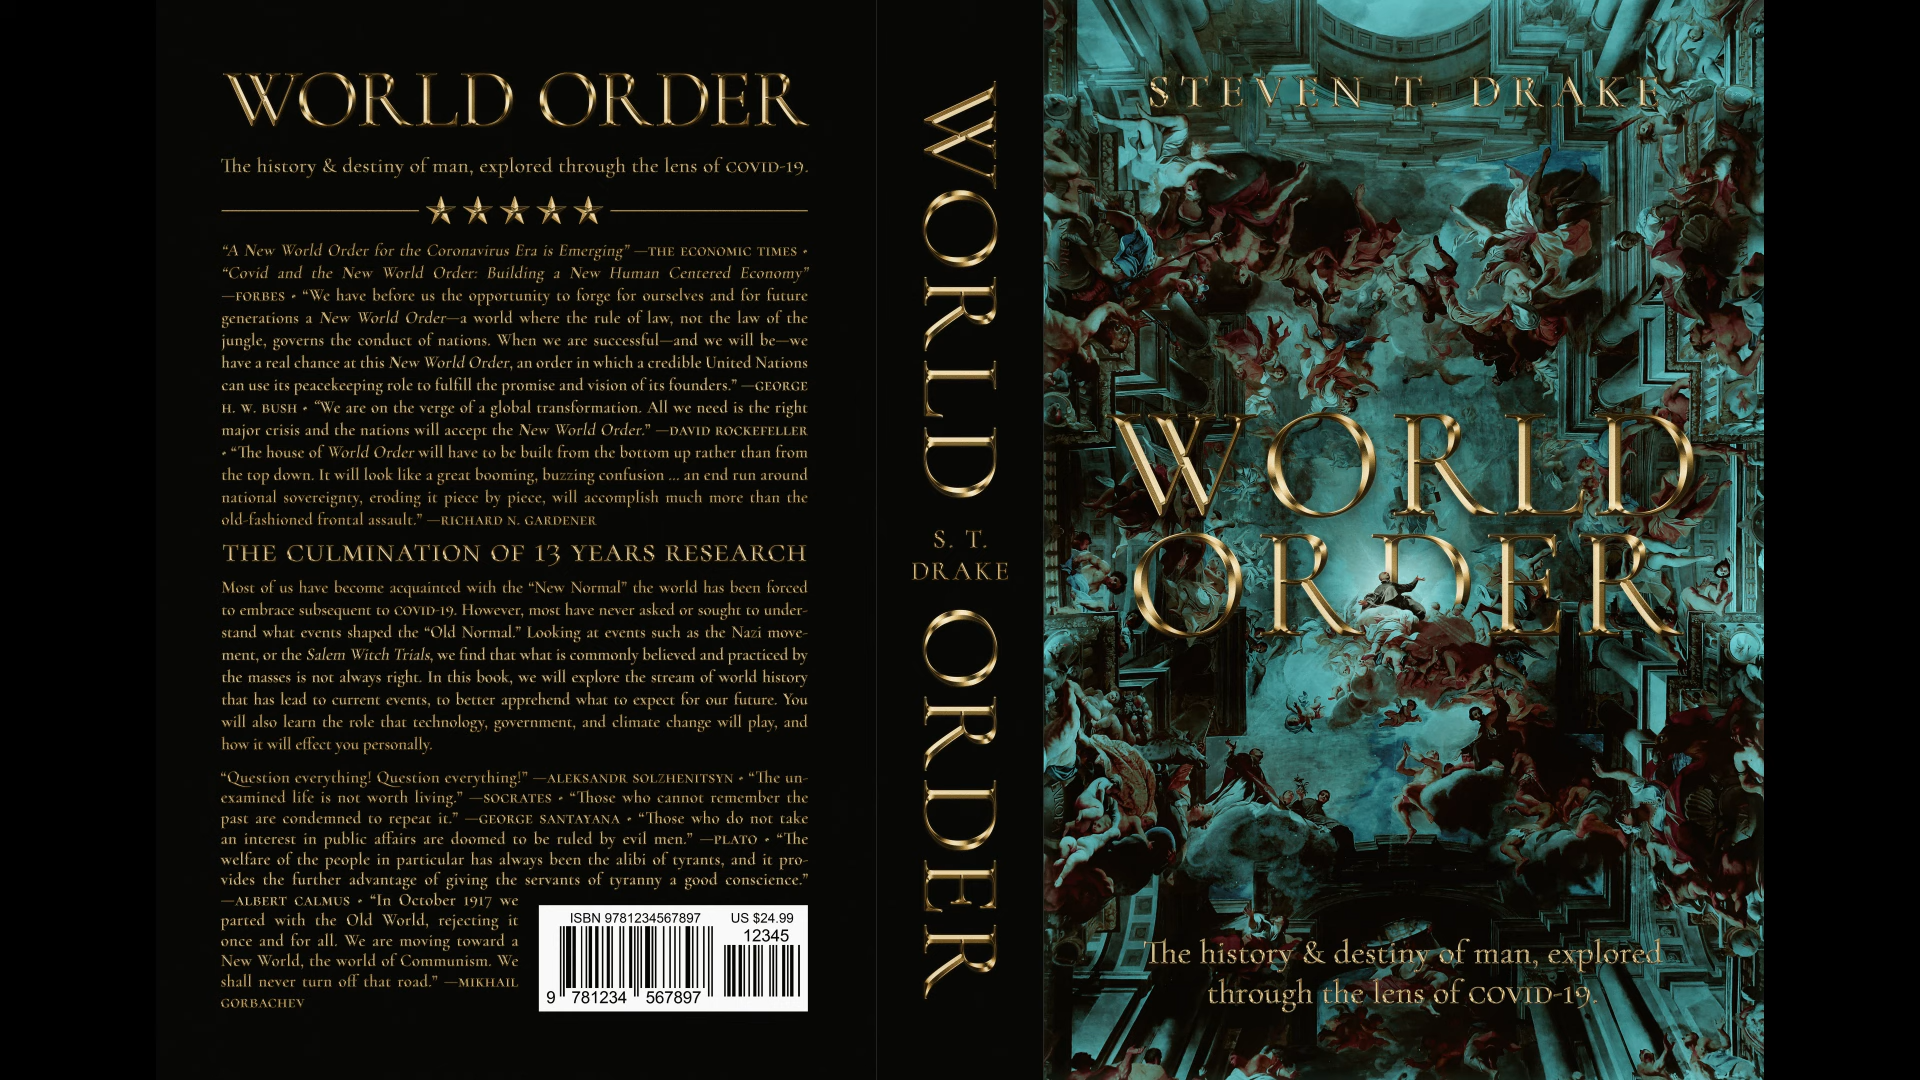 WORLD ORDER
The history & destiny of man, explored through the lens of COVID-19.
“A New World Order for the Coronavirus Era is Emerging” —THE ECONOMIC TIMES •
“Covid and the New World Order: Building a New Human Centered Economy”
—FORBES • “We have before us the opportunity to forge for ourselves and for future
generations a New World Order—a world where the rule of law, not the law of the
jungle, governs the conduct of nations. When we are successful—and we will be—we
have a real chance at this New World Order, an order in which a credible United Nations
can use its peacekeeping role to fulfill the promise and vision of its founders.” —GEORGE
H. W. BUSH • “We are on the verge of a global transformation. All we need is the right
major crisis and the nations will accept the New World Order.” —DAVID ROCKEFELLER
• “The house of World Order will have to be built from the bottom up rather than from
the top down. It will look like a great booming, buzzing confusion ... an end run around
national sovereignty, eroding it piece by piece, will accomplish much more than the
old-fashioned frontal assault.” —RICHARD N. GARDENER
THE CULMINATION OF 13 YEARS RESEARCH
Most of us have become acquainted with the “New Normal” the world has been forced
to embrace subsequent to COVID-19. However, most have never asked or sought to under-
stand what events shaped the “Old Normal.” Looking at events such as the Nazi move-
ment, or the Salem Witch Trials, we find that what is commonly believed and practiced by
the masses is not always right. In this book, we will explore the stream of world history
that has lead to current events, to better apprehend what to expect for our future. You
will also learn the role that technology, government, and climate change will play, and
how it will effect you personally.
“Question everything! Question everything!” —ALEKSANDR SOLZHENITSYN • “The un-
examined life is not worth living.” —SOCRATES • “Those who cannot remember the
past are condemned to repeat it.” —GEORGE SANTAYANA • “Those who do not take
an interest in public affairs are doomed to be ruled by evil men.” —PLATO • “The
welfare of the people in particular has always been the alibi of tyrants, and it pro-
vides the further advantage of giving the servants of tyranny a good conscience.”
—ALBERT CALMUS • “In October 1917 we
parted with the Old World, rejecting it
once and for all. We are moving toward a
New World, the world of Communism. We
shall never turn off that road.” —MIKHAIL
GORBACHEV
ISBN 9781234567897 US $24.99
12345
9 781234 567897
WORLD
S. T.
DRAKE
ORDER
STEVEN T. DRAKE
WORLD
ORDER
The history & destiny of man, explored
through the lens of COVID-19.